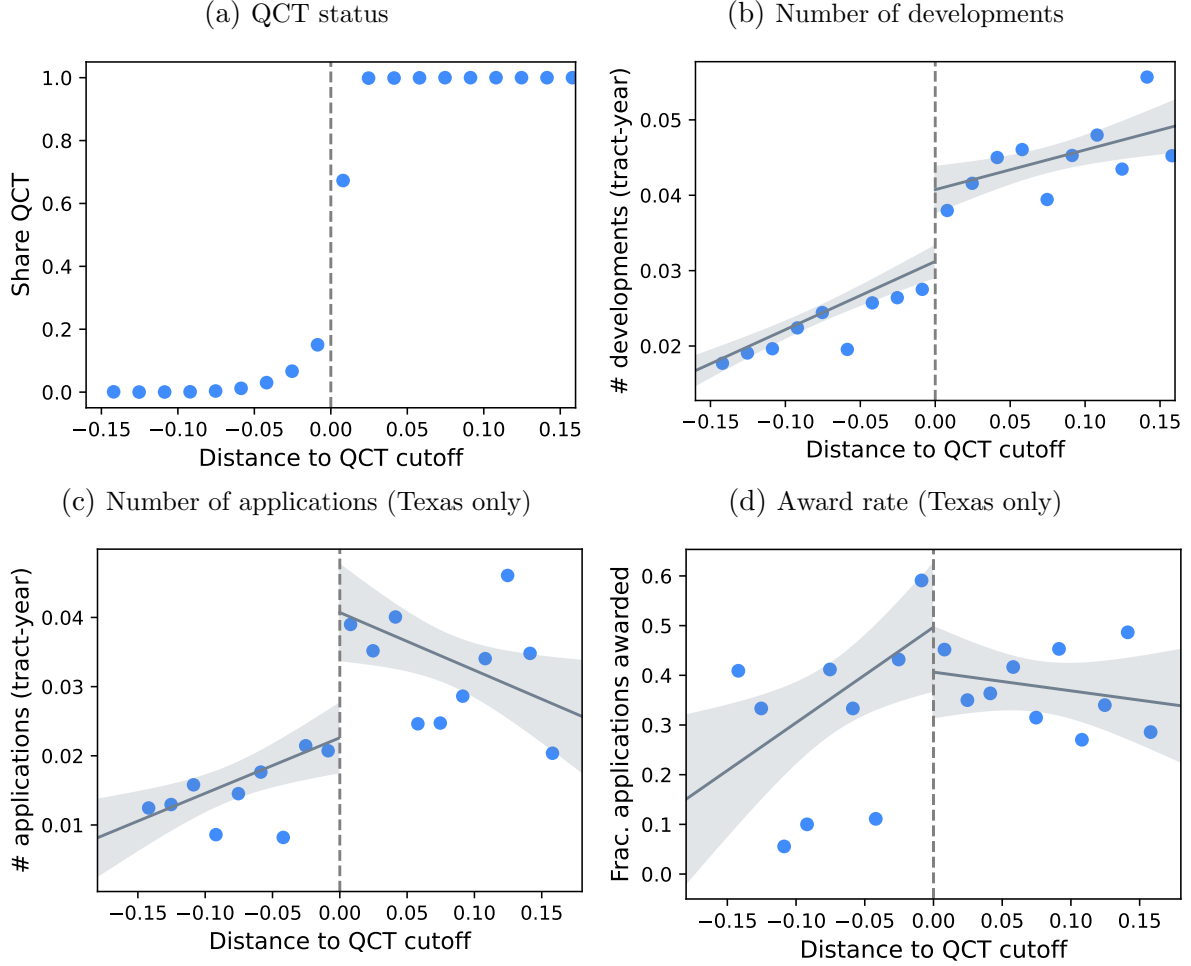 (a) QCT status
Share QCT
1.0
0.8
0.6
0.4
0.2
0.0
−0.15 −0.10 −0.05 0.00 0.05 0.10 0.15
Distance to QCT cutoff
(b) Number of developments
# developments (tract-year)
0.05
0.04
0.03
0.02
−0.15 −0.10 −0.05 0.00 0.05 0.10 0.15
Distance to QCT cutoff
(c) Number of applications (Texas only)
# applications (tract-year)
0.04
0.03
0.02
0.01
−0.15 −0.10 −0.05 0.00 0.05 0.10 0.15
Distance to QCT cutoff
(d) Award rate (Texas only)
Frac. applications awarded
0.6
0.5
0.4
0.3
0.2
0.1
0.0
−0.15 −0.10 −0.05 0.00 0.05 0.10 0.15
Distance to QCT cutoff